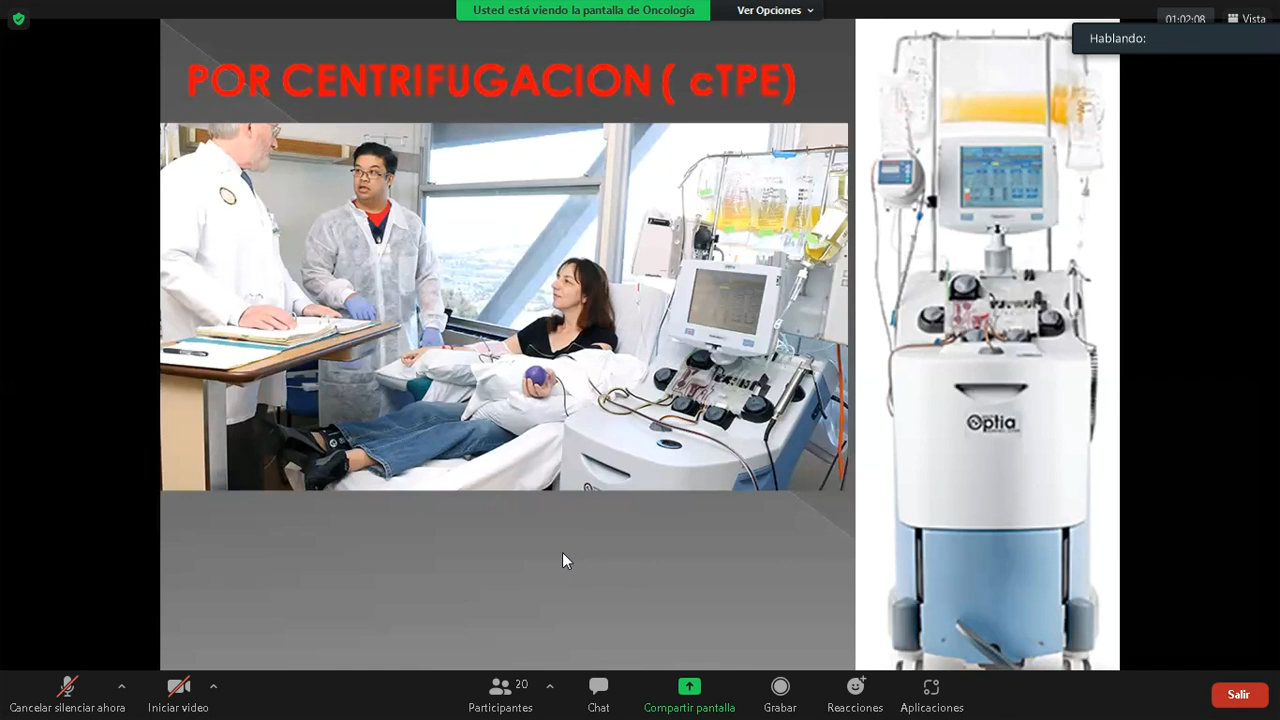 Usted está viendo la pantalla de Oncología
Ver Opciones
01:02:08
Vista
Hablando:
POR CENTRIFUGACION ( cTPE)
Optia
Cancelar silenciar ahora
Iniciar video
20
Participantes
Chat
Compartir pantalla
Grabar
Reacciones
Aplicaciones
Salir